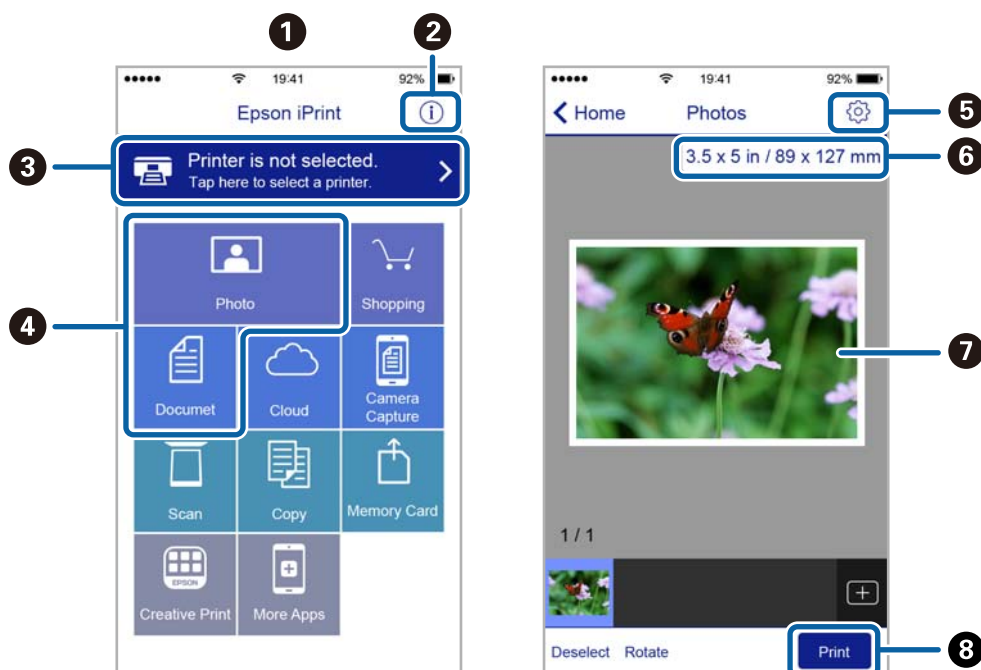 1
2
19:41
92%
Epson iPrint
i
3
Printer is not selected.
Tap here to select a printer.
4
Photo
Shopping
Documet
Cloud
Camera
Capture
Scan
Copy
Memory Card
EPSON
Creative Print
More Apps
19:41
92%
Home
Photos
5
3.5 x 5 in / 89 x 127 mm
6
7
1 / 1
Deselect
Rotate
Print
8